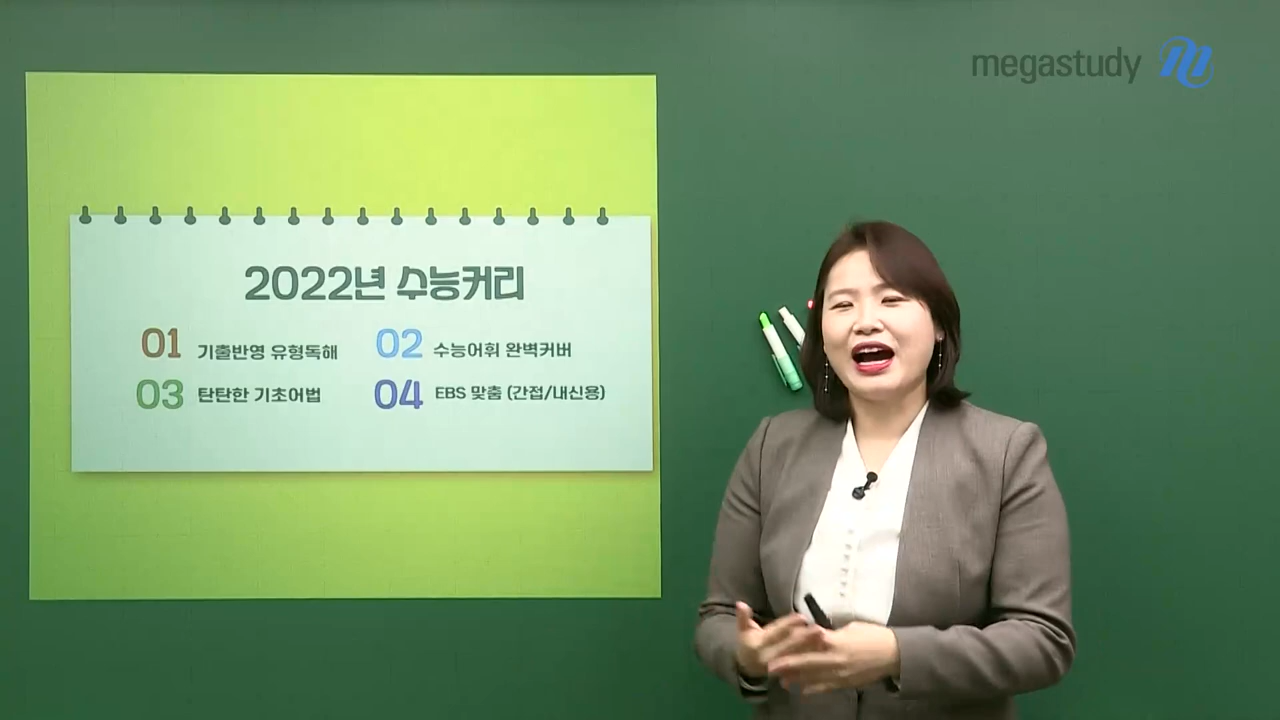 megastudy
2022년 수능커리
01 기출반영 유형독해
02 수능어휘 완벽커버
03 탄탄한 기초어법
04 EBS 맞춤 (간접/내신용)